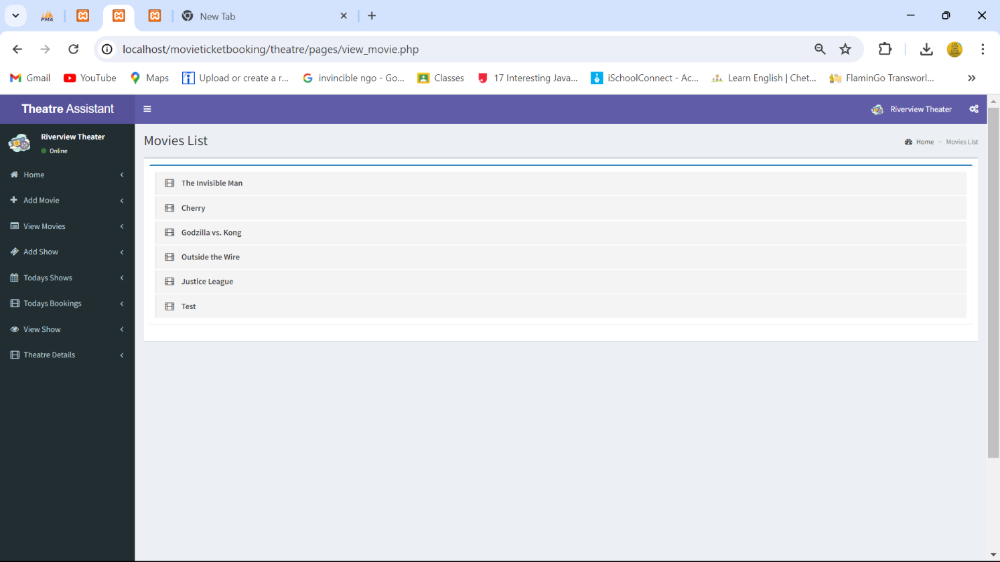 PMA
New Tab
localhost/movieticketbooking/theatre/pages/view_movie.php
Gmail YouTube Maps Upload or create a r... invincible ngo - Go... Classes 17 Interesting Java... iSchoolConnect - Ac... Learn English | Chet... FlaminGo Transworl...
Theatre Assistant
Riverview Theater
Riverview Theater
Online
Home
Add Movie
View Movies
Add Show
Todays Shows
Todays Bookings
View Show
Theatre Details
Movies List
Home > Movies List
The Invisible Man
Cherry
Godzilla vs. Kong
Outside the Wire
Justice League
Test